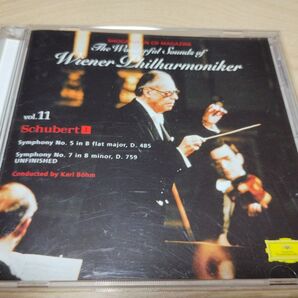 SHOGAKUKAN CD MAGAZINE
The Wonderful Sounds of
Wiener Philharmoniker
vol.11
Schubert 1
Symphony No. 5 in B flat major, D. 485
Symphony No. 7 in B minor, D. 759
UNFINISHED
Conducted by Karl Böhm